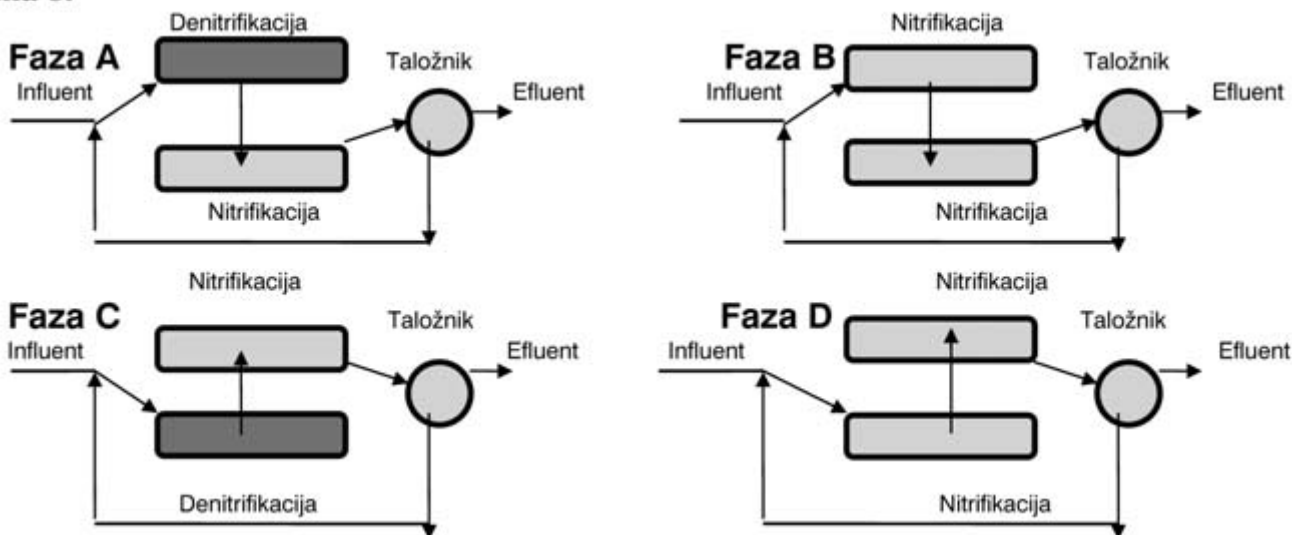 Denitrifikacija
Faza A
Taložnik
Influent
Efluent
Nitrifikacija
Nitrifikacija
Faza B
Taložnik
Influent
Efluent
Nitrifikacija
Nitrifikacija
Faza C
Taložnik
Influent
Efluent
Denitrifikacija
Nitrifikacija
Faza D
Taložnik
Influent
Efluent
Nitrifikacija